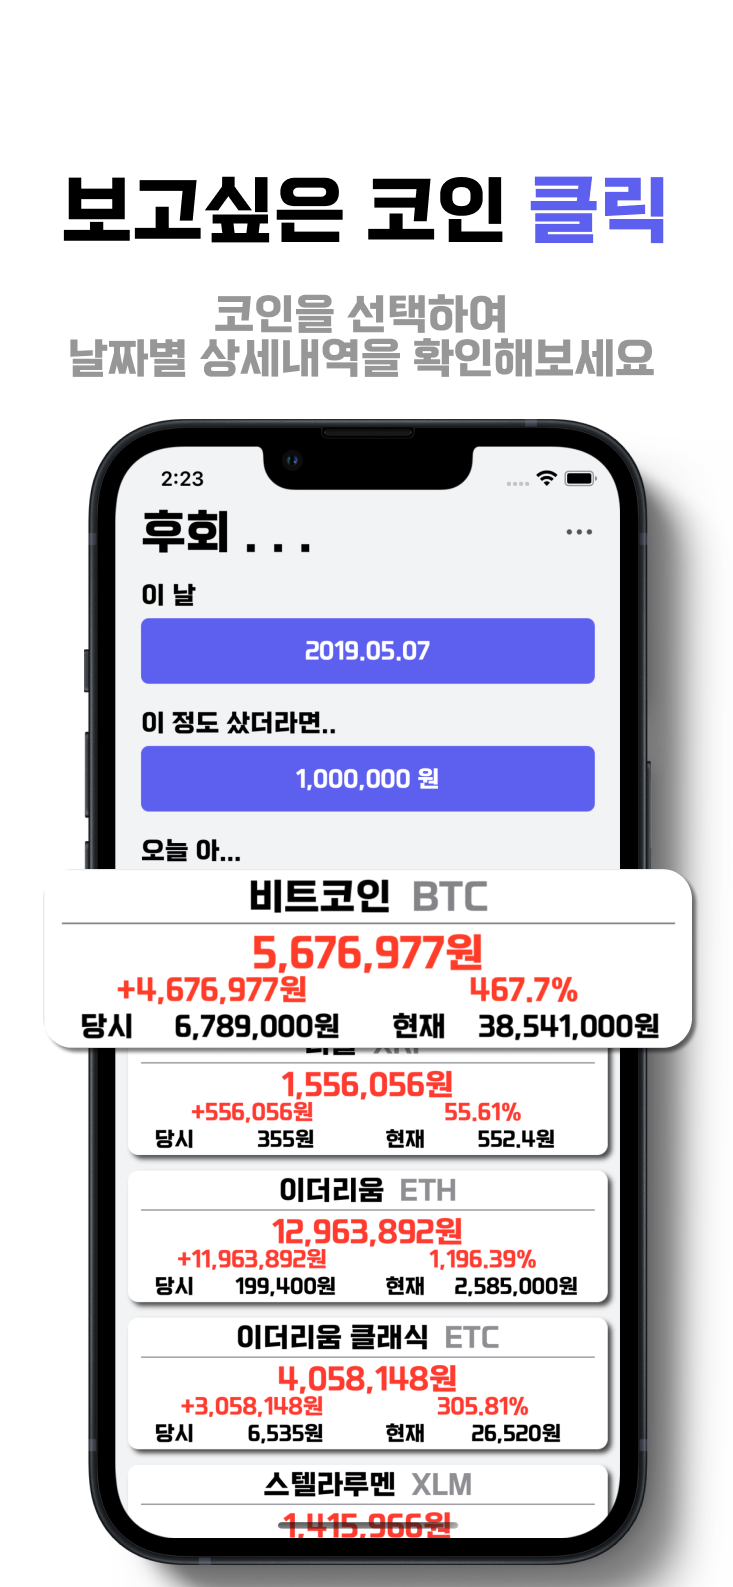 보고싶은 코인 클릭
코인을 선택하여
날짜별 상세내역을 확인해보세요
2:23
후회 . . .
이 날
2019.05.07
이 정도 샀더라면..
1,000,000 원
오늘 아...
비트코인 BTC
5,676,977원
+4,676,977원 467.7%
당시 6,789,000원 현재 38,541,000원
1,556,056원
+556,056원 55.61%
당시 355원 현재 552.4원
이더리움 ETH
12,963,892원
+11,963,892원 1,196.39%
당시 199,400원 현재 2,585,000원
이더리움 클래식 ETC
4,058,148원
+3,058,148원 305.81%
당시 6,535원 현재 26,520원
스텔라루멘 XLM
1,415,966원